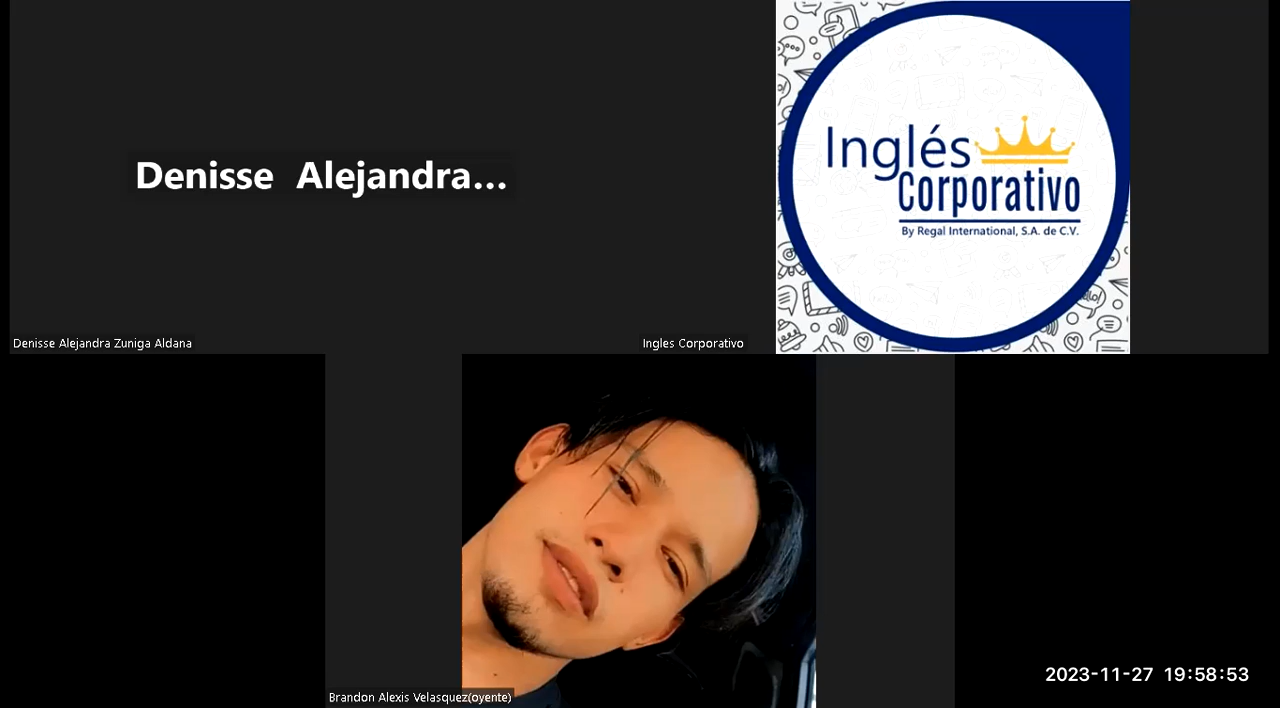 Denisse Alejandra...
Denisse Alejandra Zuniga Aldana
Inglés
Corporativo
By Regal International, S.A. de C.V.
Ingles Corporativo
Brandon Alexis Velasquez(oyente)
2023-11-27 19:58:53